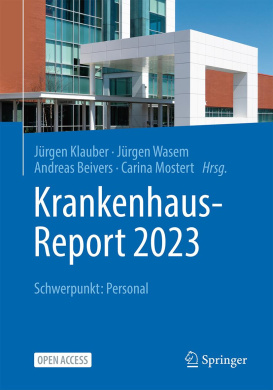 Jürgen Klauber · Jürgen Wasem
Andreas Beivers · Carina Mostert Hrsg.
Krankenhaus-
Report 2023
Schwerpunkt: Personal
OPEN ACCESS
Springer